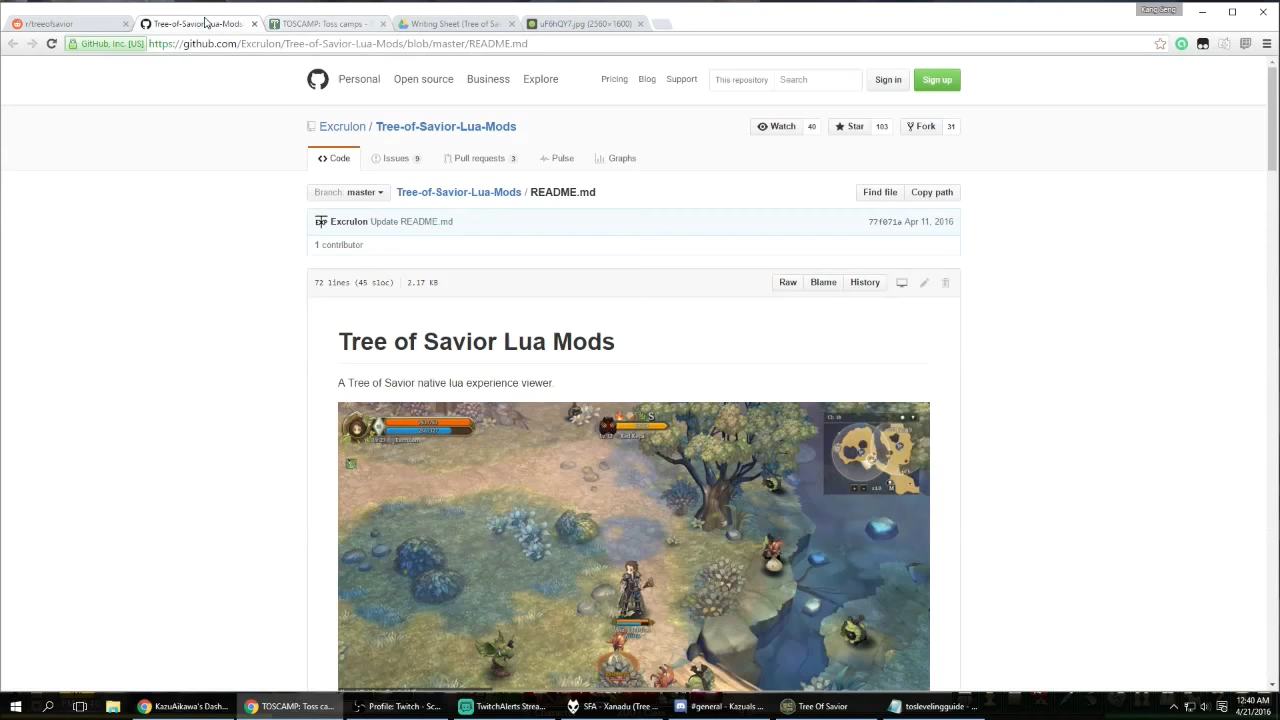 Kang Seng
r/treeofsavior
Tree-of-Savior-Lua-Mods
TOSCAMP: Toss camps -
Writing Sheet (Tree of Sa
uF6hQY7.jpg (2560×1600)
GitHub, Inc. [US] https://github.com/Excrulon/Tree-of-Savior-Lua-Mods/blob/master/README.md
Personal Open source Business Explore Pricing Blog Support This repository Search Sign in Sign up
Excrulon / Tree-of-Savior-Lua-Mods Watch 40 Star 103 Fork 31
Code Issues 9 Pull requests 3 Pulse Graphs
Branch: master Tree-of-Savior-Lua-Mods / README.md Find file Copy path
Excrulon Update README.md 77f071a Apr 11, 2016
1 contributor
72 lines (45 sloc) 2.17 KB Raw Blame History
Tree of Savior Lua Mods
A Tree of Savior native lua experience viewer.
KazuAikawa's Dash... TOSCAMP: Toss ca... Profile: Twitch - Sc... TwitchAlerts Strea... SFA - Xanadu (Tree ... #general - Kazuals ... Tree Of Savior toslevelingguide - ... 12:40 AM
4/21/2016